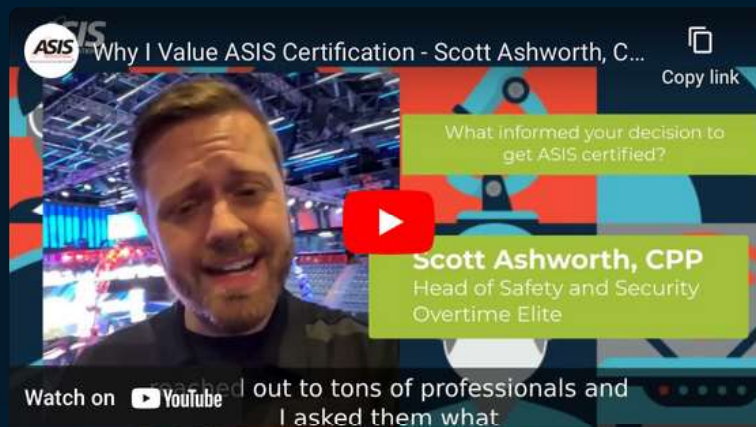 ASIS
Why I Value ASIS Certification - Scott Ashworth, C...
Copy link
What informed your decision to
get ASIS certified?
Scott Ashworth, CPP
Head of Safety and Security
Overtime Elite
reached out to tons of professionals and
I asked them what
Watch on YouTube